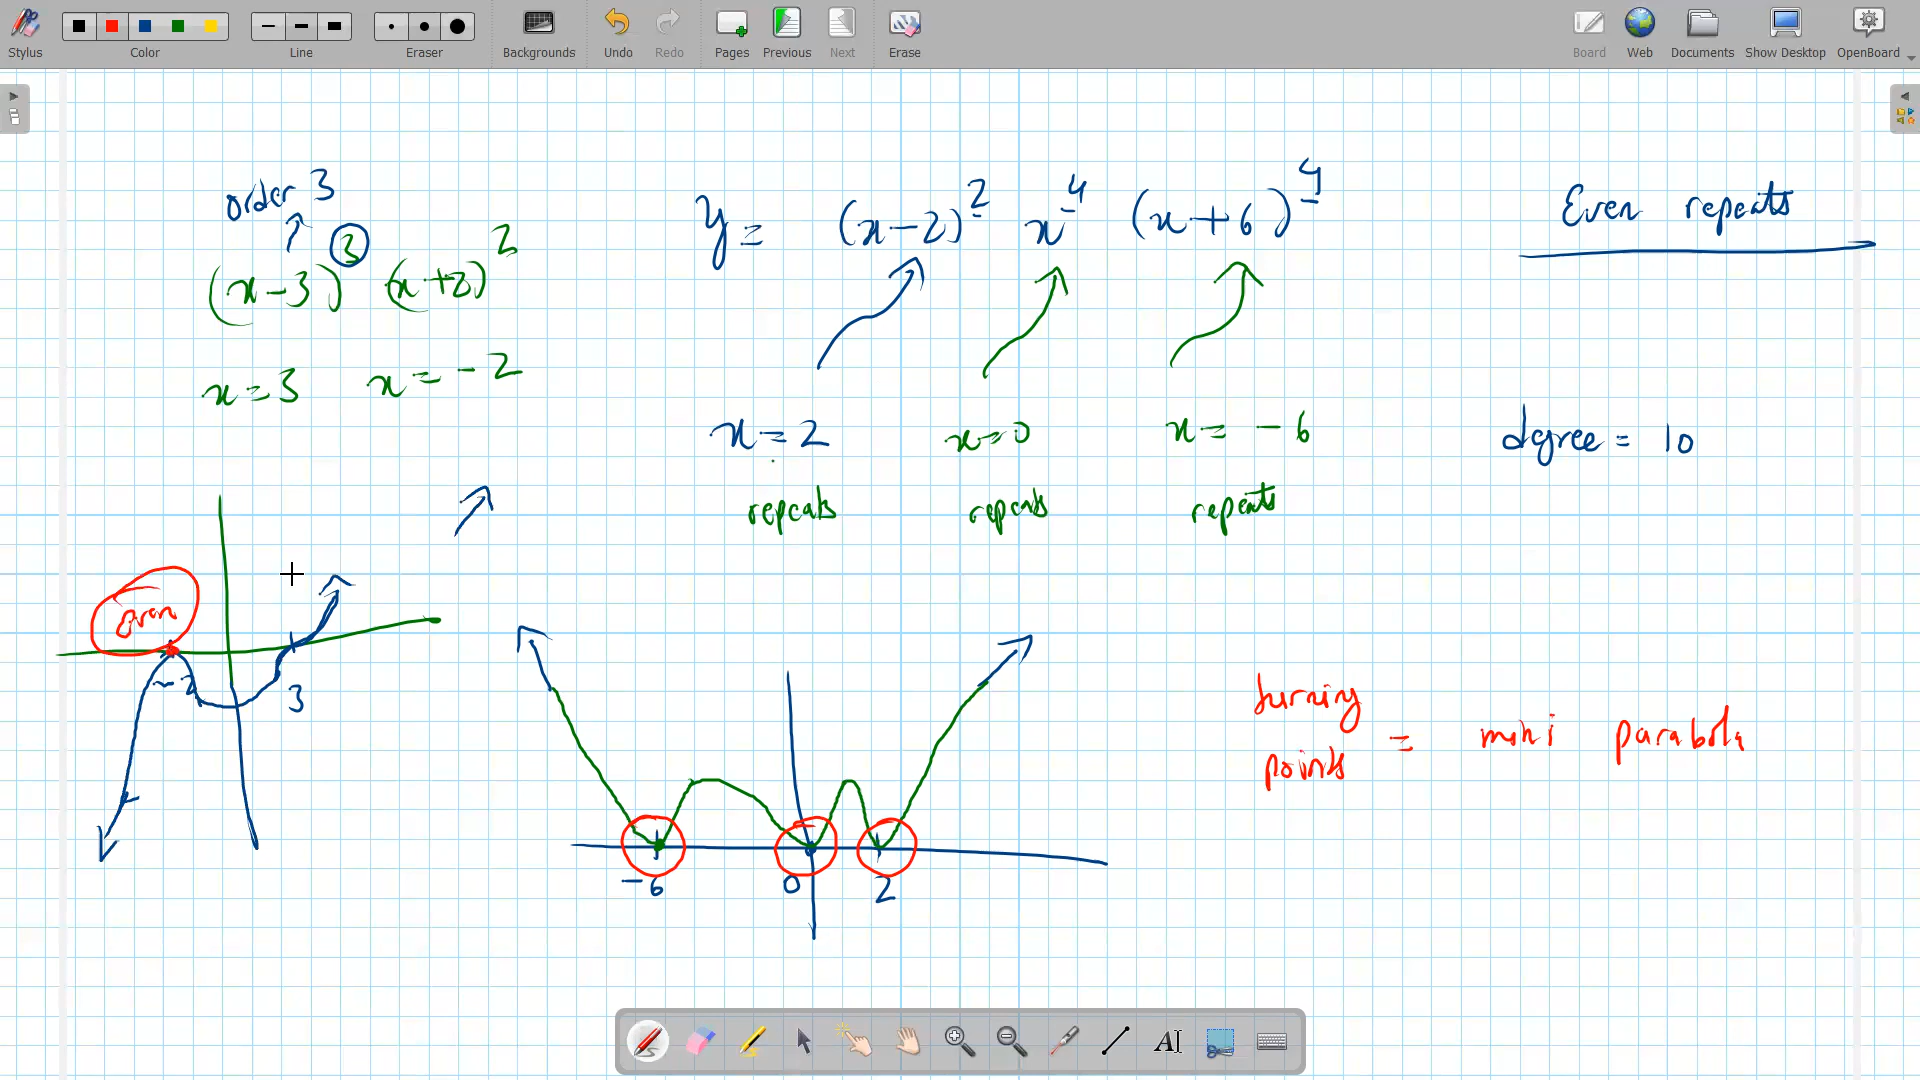 Stylus Color Line Eraser Backgrounds Undo Redo Pages Previous Next Erase Board Web Documents Show Desktop OpenBoard
order 3
(x-3)^3 (x+2)^2
x=3 x=-2
y= (x-2)^2 x^4 (x+6)^4
x=2 x=0 x=-6
repeats repeats repeats
Even repeats
degree = 10
even
-2 3
-6 0 2
turning points = mini parabola